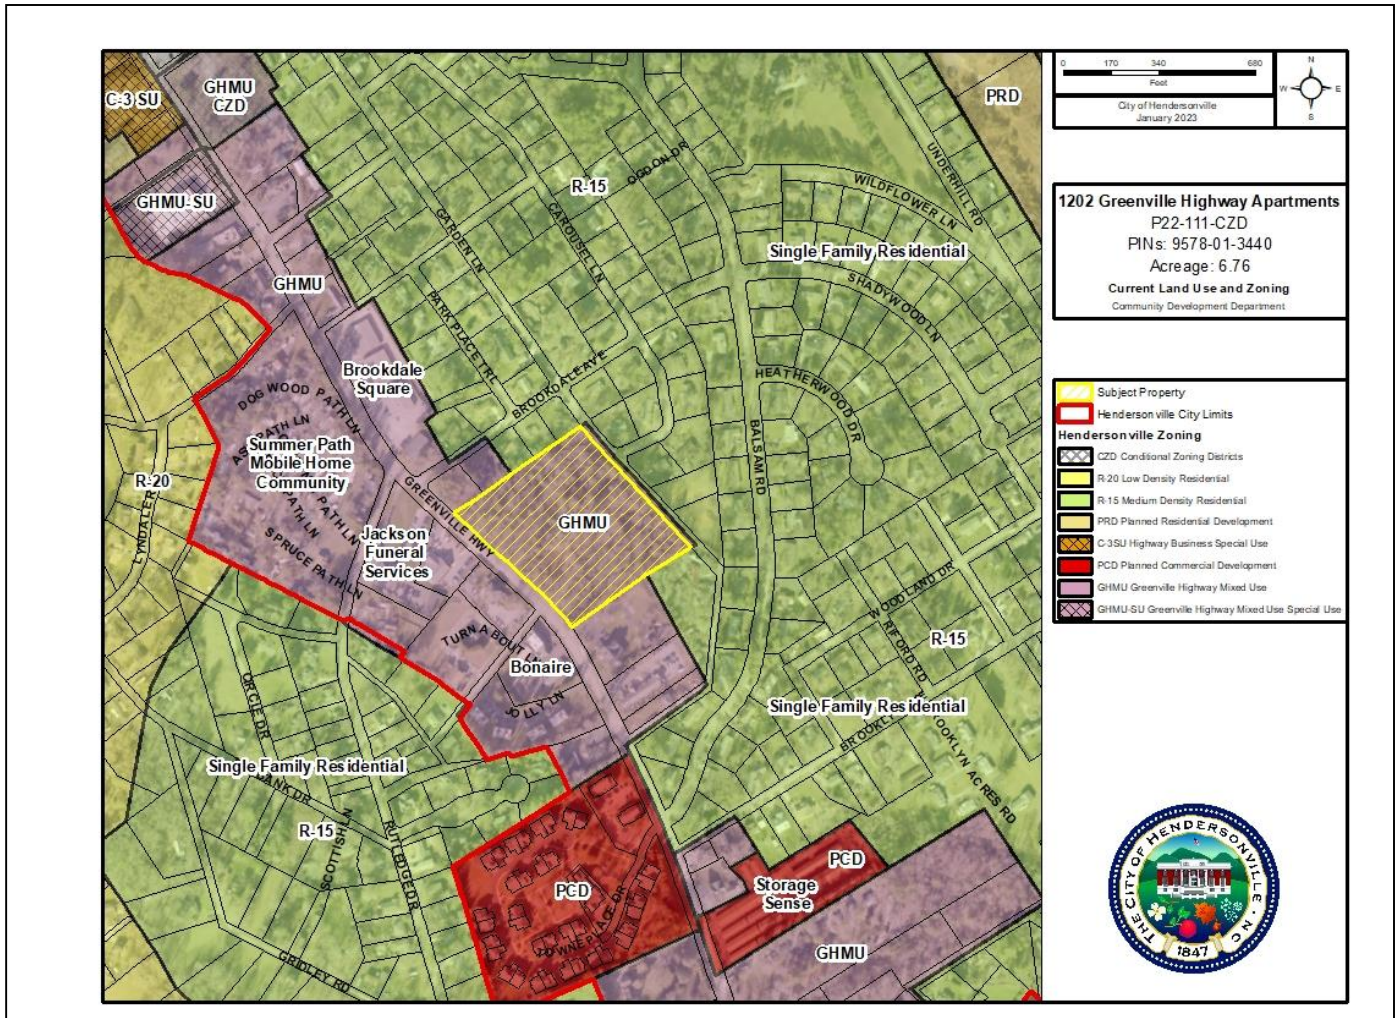 C-3 SU
GHMU
CZD
PRD
GHMU-SU
R-15
OGDON DR
UNDERHILL RD
WILDFLOWER LN
GARDEN LN
CAROUSEL LN
Single Family Residential
SHADYWOOD LN
GHMU
PARK PLACE TRL
Brookdale
Square
BROOKDALE AVE
HEATHERWOOD DR
DOGWOOD PATH LN
Summer Path
Mobile Home
Community
R-20
BALSAM RD
GREENVILLE HWY
GHMU
Jackson
Funeral
Services
SPRUCE PATH LN
WOODLAND DR
RIFORD RD
R-15
TURNABOUT LN
Bonaire
JOLLY LN
CIRCLE DR
Single Family Residential
BROOKLYN ACRES RD
Single Family Residential
R-15
SCOTTISH LN
RUTLEDGE DR
PCD
Storage
Sense
PCD
TOWNE PLACE DR
GHMU
GRIDLEY RD
0 170 340 680
Feet
City of Hendersonville
January 2023
N
W E
S
1202 Greenville Highway Apartments
P22-111-CZD
PINs: 9578-01-3440
Acreage: 6.76
Current Land Use and Zoning
Community Development Department
Subject Property
Hendersonville City Limits
Hendersonville Zoning
CZD Conditional Zoning Districts
R-20 Low Density Residential
R-15 Medium Density Residential
PRD Planned Residential Development
C-3SU Highway Business Special Use
PCD Planned Commercial Development
GHMU Greenville Highway Mixed Use
GHMU-SU Greenville Highway Mixed Use Special Use
THE CITY OF HENDERSONVILLE • NC
1847